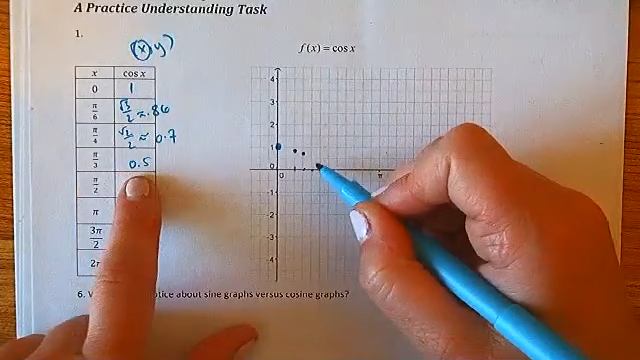 A Practice Understanding Task
1.
(x, y)
f(x) = cos x
x cos x
0 1
π/6 √3/2 ≈ .86
π/4 √2/2 ≈ 0.7
π/3 0.5
π/2
π
3π/2
4
3
2
1
0
-1
-2
-3
-4
0 π
6. otice about sine graphs versus cosine graphs?